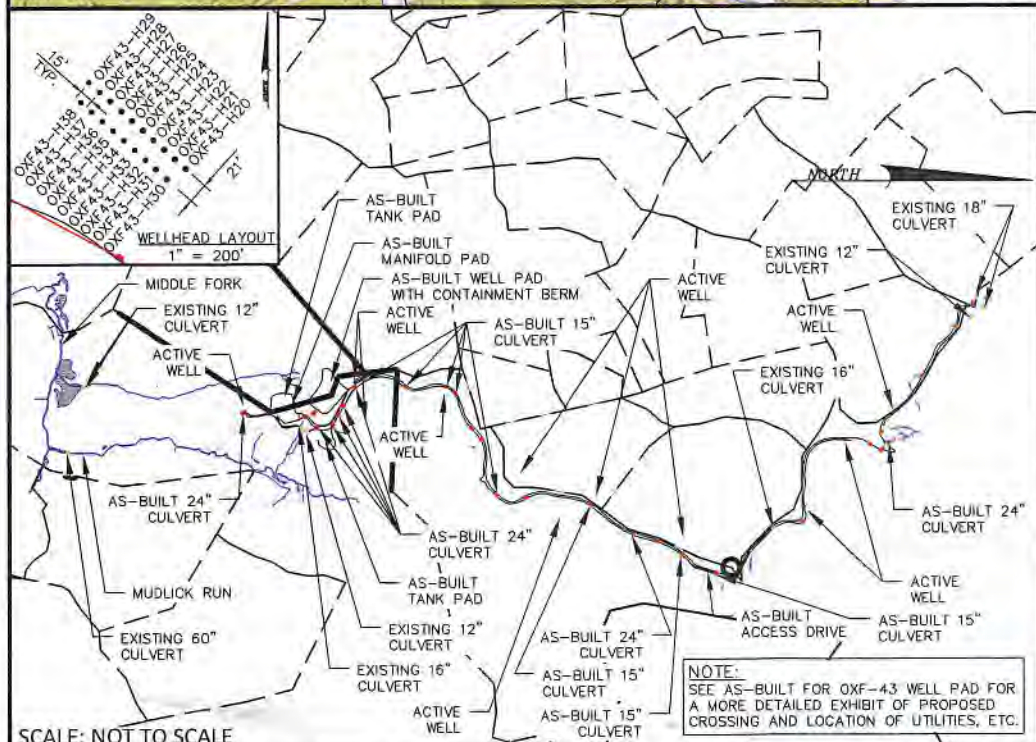 15'
TYP.
OXF43-H29
OXF43-H28
OXF43-H27
OXF43-H26
OXF43-H25
OXF43-H24
OXF43-H23
OXF43-H22
OXF43-H21
OXF43-H20
OXF43-H38
OXF43-H37
OXF43-H36
OXF43-H35
OXF43-H34
OXF43-H33
OXF43-H32
OXF43-H31
OXF43-H30
21'
WELLHEAD LAYOUT
1" = 200'
NORTH
EXISTING 18"
CULVERT
EXISTING 12"
CULVERT
AS-BUILT
TANK PAD
AS-BUILT
MANIFOLD PAD
AS-BUILT WELL PAD
WITH CONTAINMENT BERM
MIDDLE FORK
EXISTING 12"
CULVERT
ACTIVE
WELL
ACTIVE
WELL
AS-BUILT 15"
CULVERT
ACTIVE
WELL
ACTIVE
WELL
EXISTING 16"
CULVERT
ACTIVE
WELL
AS-BUILT 24"
CULVERT
AS-BUILT 24"
CULVERT
AS-BUILT 24"
CULVERT
MUDLICK RUN
AS-BUILT
TANK PAD
ACTIVE
WELL
EXISTING 60"
CULVERT
EXISTING 12"
CULVERT
EXISTING 16"
CULVERT
AS-BUILT 24"
CULVERT
AS-BUILT
ACCESS DRIVE
AS-BUILT 15"
CULVERT
AS-BUILT 15"
CULVERT
ACTIVE
WELL
AS-BUILT 15"
CULVERT
NOTE:
SEE AS-BUILT FOR OXF-43 WELL PAD FOR
A MORE DETAILED EXHIBIT OF PROPOSED
CROSSING AND LOCATION OF UTILITIES, ETC.
SCALE: NOT TO SCALE